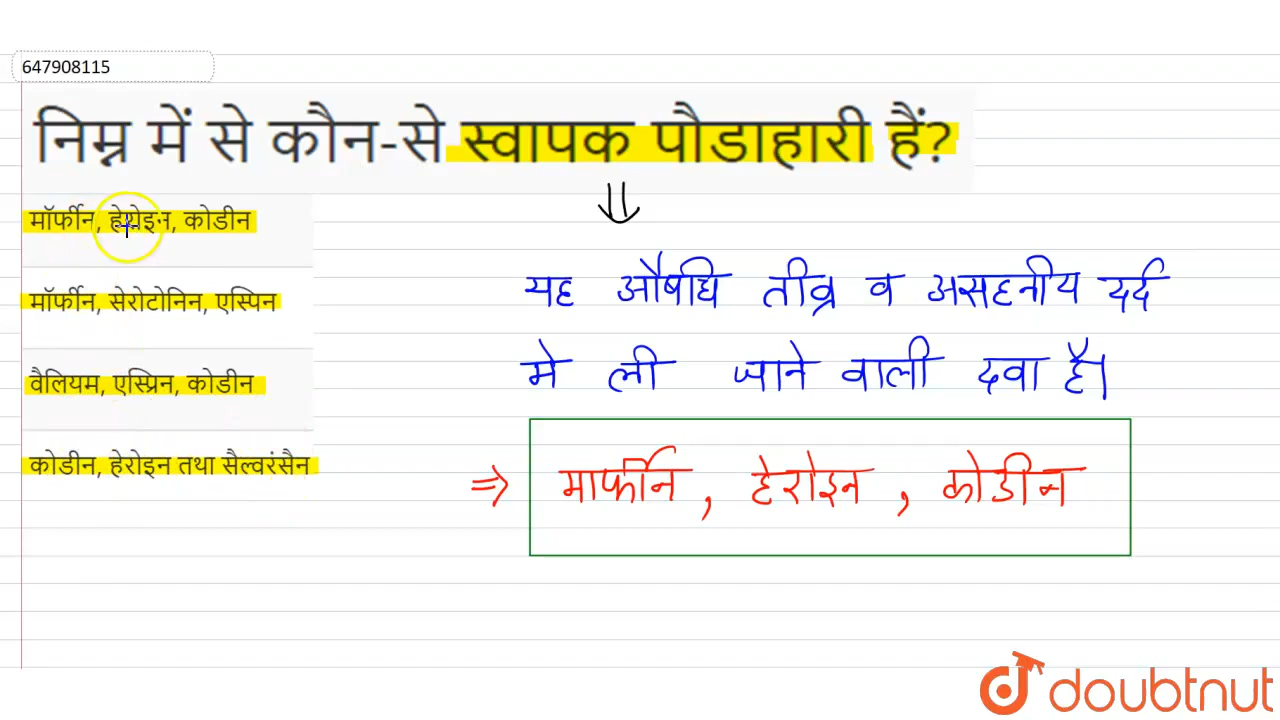 647908115
निम्न में से कौन-से स्वापक पौडाहारी हैं?
मॉर्फीन, हेरोइन, कोडीन
मॉर्फीन, सेरोटोनिन, एस्पिन
वैलियम, एस्प्रिन, कोडीन
कोडीन, हेरोइन तथा सैल्वरंसैन
यह औषधि तीव्र व असहनीय दर्द
मे ली जाने वाली दवा है।
⇒ मार्फीन, हेरोइन, कोडीन
doubtnut